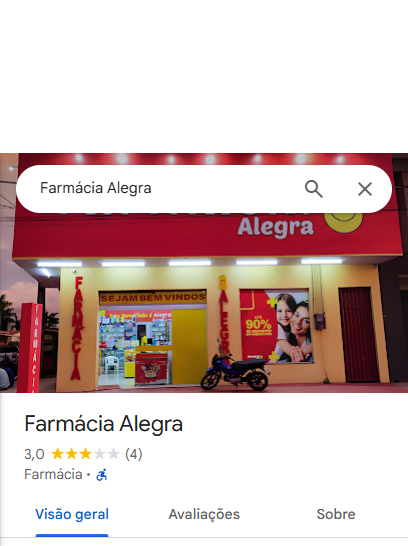 Farmácia Alegra
Alegra
SEJAM BEM VINDOS
FARMÁCIA
ALEGRA
ATÉ
90%
FARMÁCIA
Farmácia Alegra
3,0 (4)
Farmácia ·
Visão geral
Avaliações
Sobre